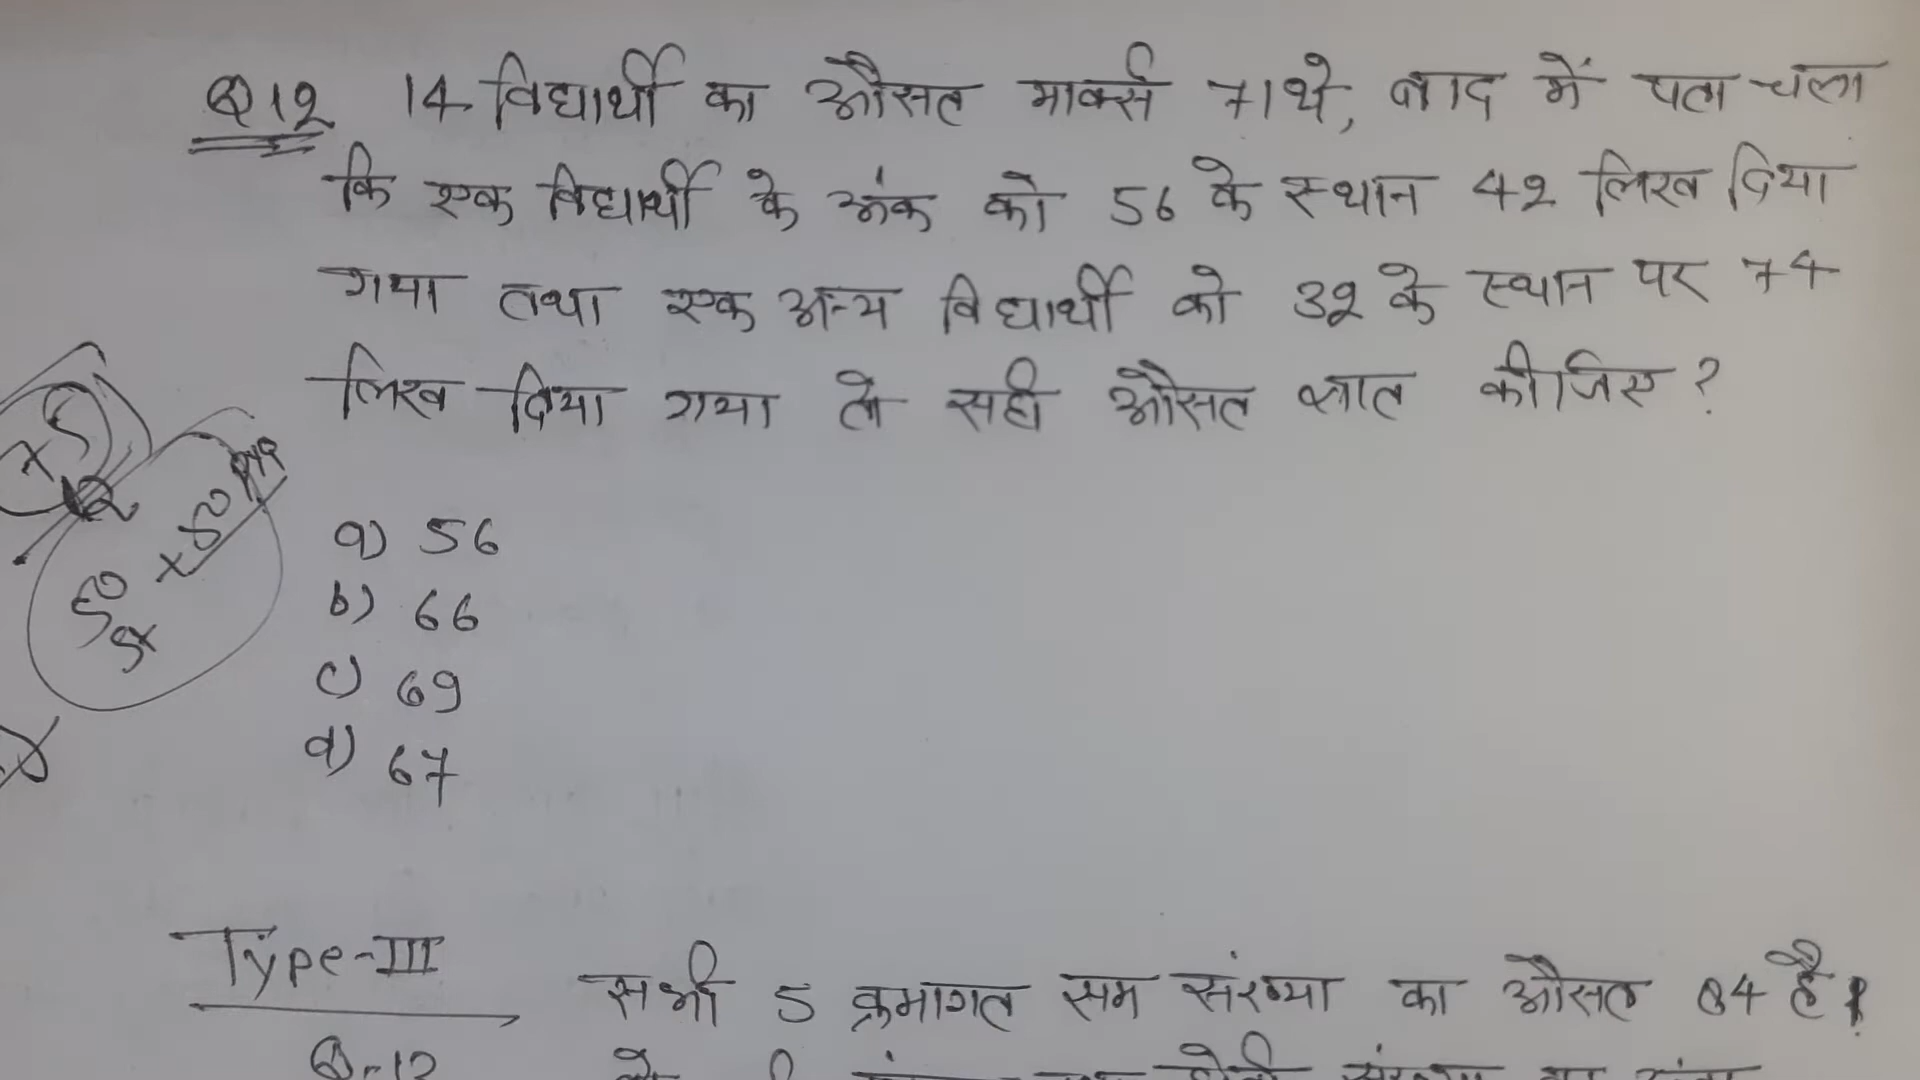 Q12 14 विद्यार्थी का औसत मार्क्स 71 थे, बाद में पता चला
कि एक विद्यार्थी के अंक को 56 के स्थान 42 लिख दिया
गया तथा एक अन्य विद्यार्थी को 32 के स्थान पर 74
लिख दिया गया तो सही औसत ज्ञात कीजिए?
a) 56
b) 66
c) 69
d) 67
Type-III
सभी 5 क्रमागत सम संख्या का औसत 84 है।
Q-12